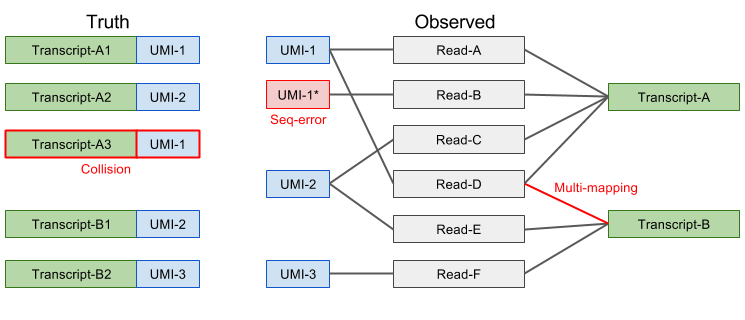 Truth
Observed
Transcript-A1 UMI-1
Transcript-A2 UMI-2
Transcript-A3 UMI-1
Collision
Transcript-B1 UMI-2
Transcript-B2 UMI-3
UMI-1
UMI-1*
Seq-error
UMI-2
UMI-3
Read-A
Read-B
Read-C
Read-D
Read-E
Read-F
Multi-mapping
Transcript-A
Transcript-B